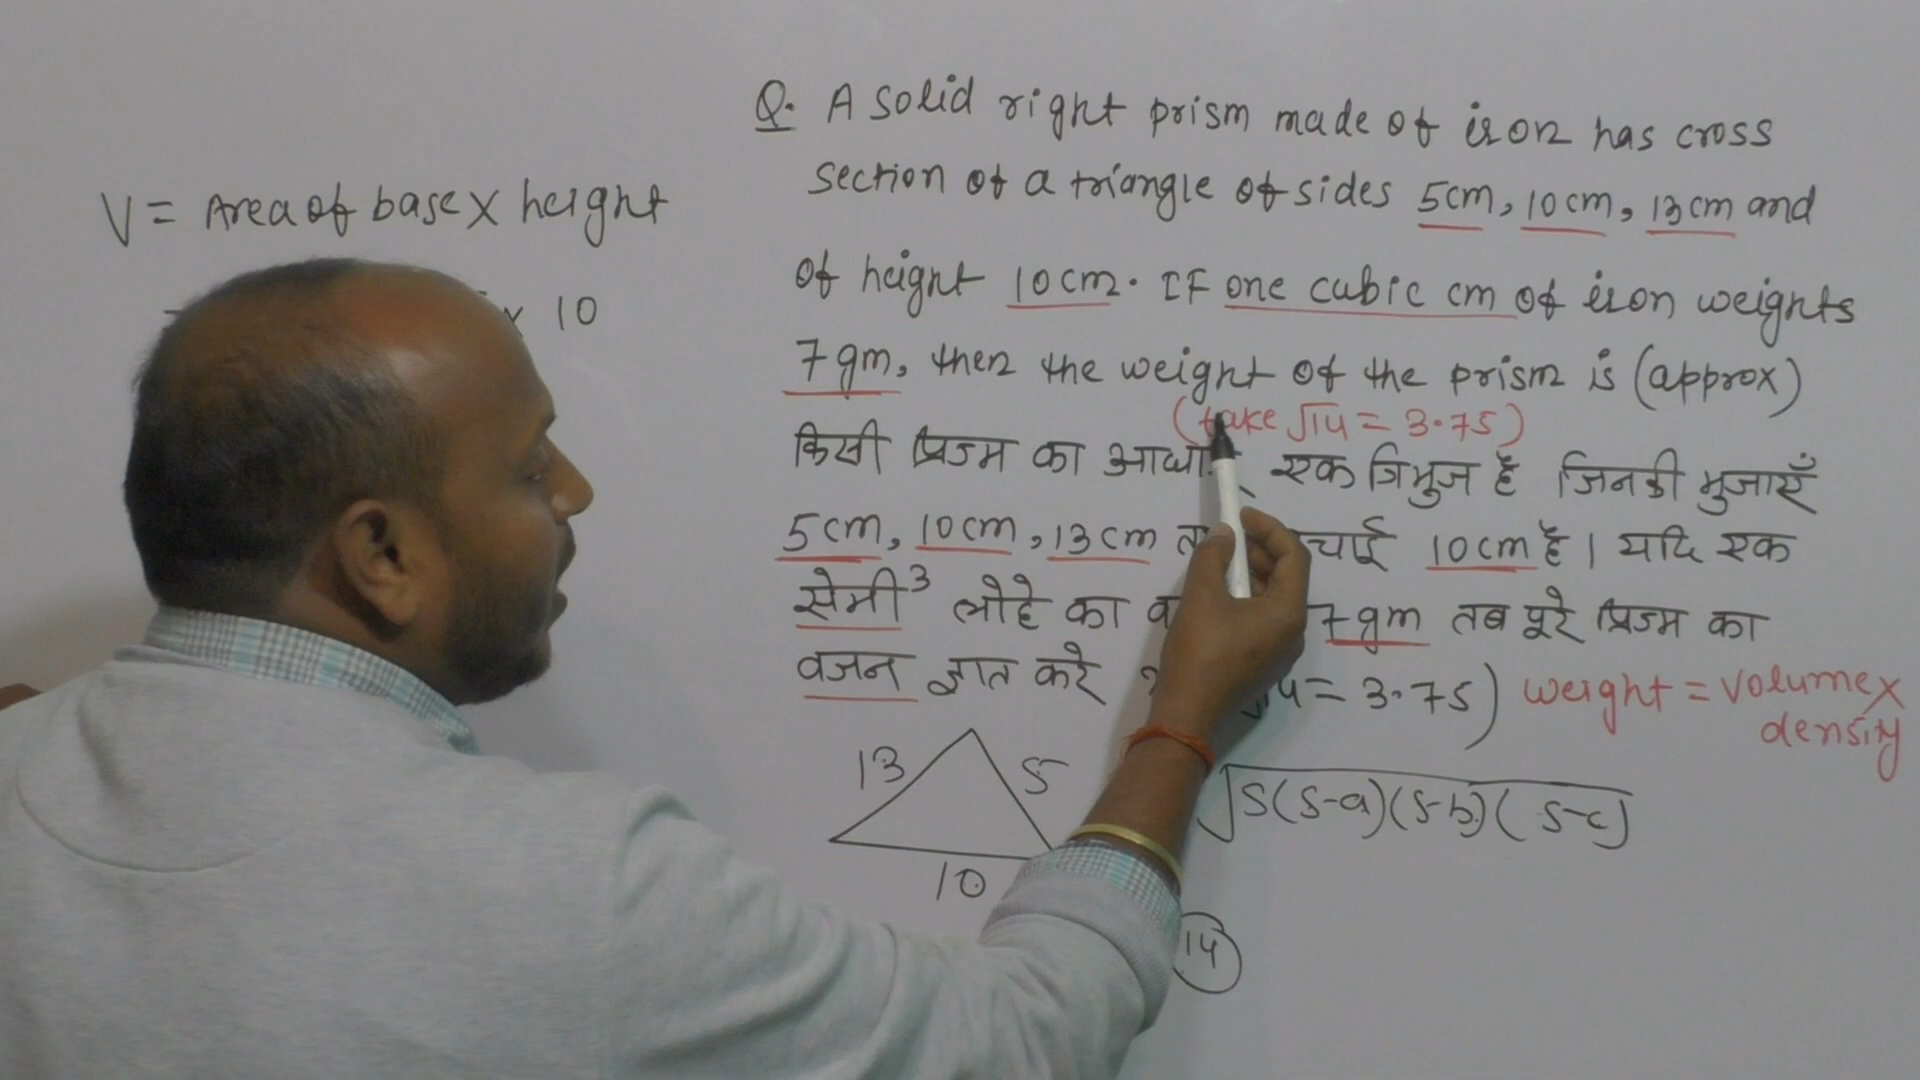 V = Area of base X height
x 10
Q. A solid right prism made of iron has cross
section of a triangle of sides 5cm, 10cm, 13cm and
of height 10cm. IF one cubic cm of iron weights
7gm, then the weight of the prism is (approx)
(take √14 = 3.75)
किसी प्रिज्म का एक त्रिभुज है जिनकी भुजाएँ
5cm, 10cm, 13cm 10cm है। यदि एक
सेमी³ लोहे का 7gm तब पूरे प्रिज्म का
वजन ज्ञात करे = 3.75)
weight = volume x
density
13 5
10
√s(s-a)(s-b)(s-c)
14